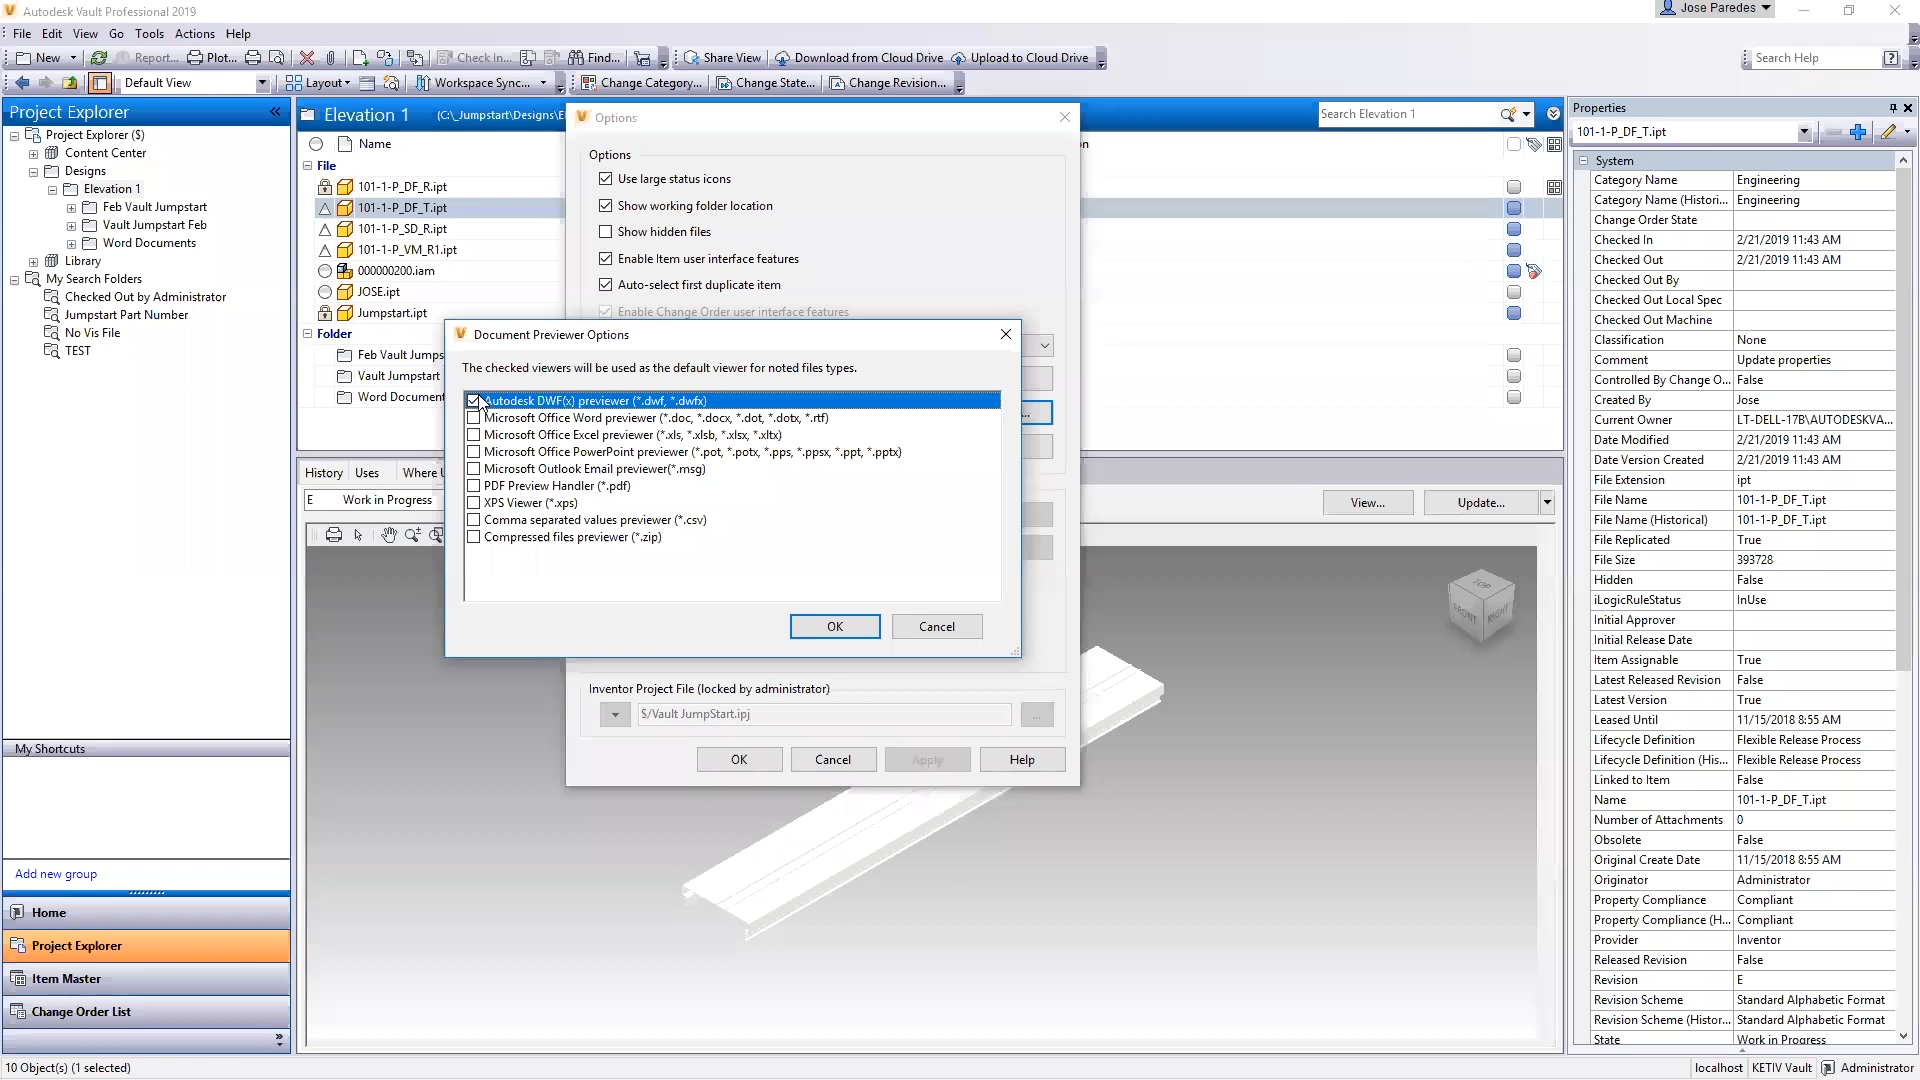 Autodesk Vault Professional 2019
Jose Paredes
File Edit View Go Tools Actions Help
New Report... Plot... Check In... Find... Share View Download from Cloud Drive Upload to Cloud Drive
Search Help
Default View Layout Workspace Sync... Change Category... Change State... Change Revision...
Project Explorer
Project Explorer ($)
Content Center
Designs
Elevation 1
Feb Vault Jumpstart
Vault Jumpstart Feb
Word Documents
Library
My Search Folders
Checked Out by Administrator
Jumpstart Part Number
No Vis File
TEST
My Shortcuts
Add new group
Home
Project Explorer
Item Master
Change Order List
10 Object(s) (1 selected)
Elevation 1 (C:\_Jumpstart\Designs\E
Search Elevation 1
Name
File
101-1-P_DF_R.ipt
101-1-P_DF_T.ipt
101-1-P_SD_R.ipt
101-1-P_VM_R1.ipt
000000200.iam
JOSE.ipt
Jumpstart.ipt
Folder
Feb Vault Jumps
Vault Jumpstart
Word Documen
History Uses Where U
E Work in Progress
View... Update...
TOP
FRONT
RIGHT
Options
Options
Use large status icons
Show working folder location
Show hidden files
Enable Item user interface features
Auto-select first duplicate item
Enable Change Order user interface features
...
Inventor Project File (locked by administrator)
$/Vault JumpStart.ipj
...
OK Cancel Apply Help
Document Previewer Options
The checked viewers will be used as the default viewer for noted files types.
Autodesk DWF(x) previewer (*.dwf, *.dwfx)
Microsoft Office Word previewer (*.doc, *.docx, *.dot, *.dotx, *.rtf)
Microsoft Office Excel previewer (*.xls, *.xlsb, *.xlsx, *.xltx)
Microsoft Office PowerPoint previewer (*.pot, *.potx, *.pps, *.ppsx, *.ppt, *.pptx)
Microsoft Outlook Email previewer(*.msg)
PDF Preview Handler (*.pdf)
XPS Viewer (*.xps)
Comma separated values previewer (*.csv)
Compressed files previewer (*.zip)
OK Cancel
Properties
101-1-P_DF_T.ipt
System
Category Name Engineering
Category Name (Histori... Engineering
Change Order State
Checked In 2/21/2019 11:43 AM
Checked Out 2/21/2019 11:43 AM
Checked Out By
Checked Out Local Spec
Checked Out Machine
Classification None
Comment Update properties
Controlled By Change O... False
Created By Jose
Current Owner LT-DELL-17B\AUTODESKVA...
Date Modified 2/21/2019 11:43 AM
Date Version Created 2/21/2019 11:43 AM
File Extension ipt
File Name 101-1-P_DF_T.ipt
File Name (Historical) 101-1-P_DF_T.ipt
File Replicated True
File Size 393728
Hidden False
iLogicRuleStatus InUse
Initial Approver
Initial Release Date
Item Assignable True
Latest Released Revision False
Latest Version True
Leased Until 11/15/2018 8:55 AM
Lifecycle Definition Flexible Release Process
Lifecycle Definition (His... Flexible Release Process
Linked to Item False
Name 101-1-P_DF_T.ipt
Number of Attachments 0
Obsolete False
Original Create Date 11/15/2018 8:55 AM
Originator Administrator
Property Compliance Compliant
Property Compliance (H... Compliant
Provider Inventor
Released Revision False
Revision E
Revision Scheme Standard Alphabetic Format
Revision Scheme (Histor... Standard Alphabetic Format
State Work in Progress
localhost KETIV Vault Administrator